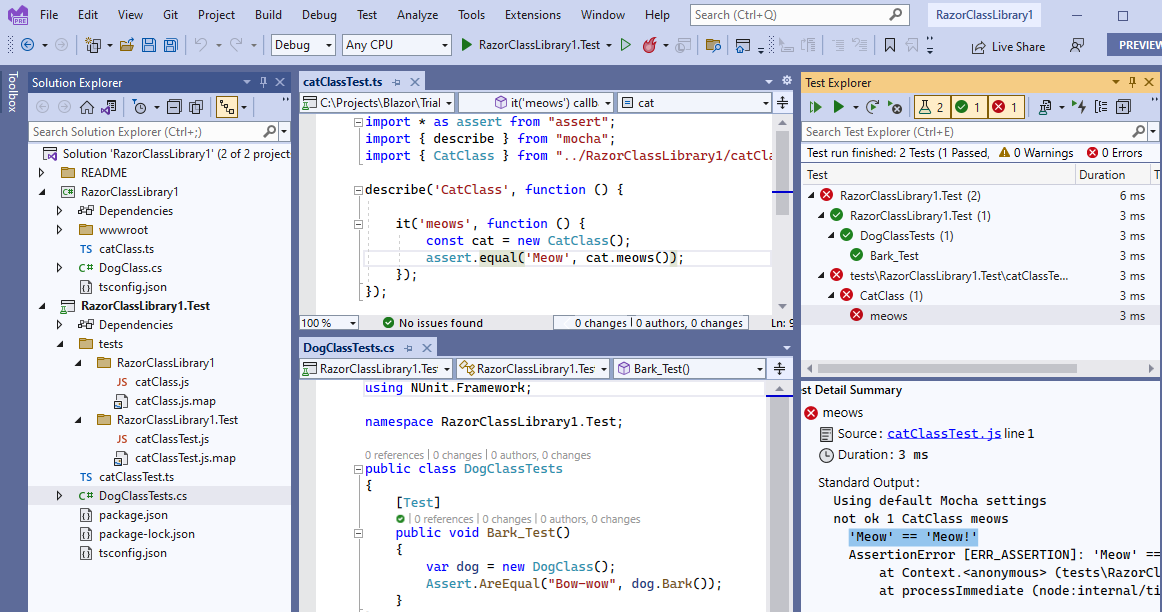 PRE File Edit View Git Project Build Debug Test Analyze Tools Extensions Window Help Search (Ctrl+Q) RazorClassLibrary1
Debug Any CPU RazorClassLibrary1.Test Live Share PREVIEW
Toolbox
Solution Explorer
Search Solution Explorer (Ctrl+;)
Solution 'RazorClassLibrary1' (2 of 2 project
README
RazorClassLibrary1
Dependencies
wwwroot
TS catClass.ts
C# DogClass.cs
tsconfig.json
RazorClassLibrary1.Test
Dependencies
tests
RazorClassLibrary1
JS catClass.js
catClass.js.map
RazorClassLibrary1.Test
JS catClassTest.js
catClassTest.js.map
TS catClassTest.ts
C# DogClassTests.cs
package.json
package-lock.json
tsconfig.json
catClassTest.ts
C:\Projects\Blazor\Trial it('meows') callb cat
import * as assert from "assert";
import { describe } from "mocha";
import { CatClass } from "../RazorClassLibrary1/catCla
describe('CatClass', function () {
it('meows', function () {
const cat = new CatClass();
assert.equal('Meow', cat.meows());
});
});
100 % No issues found 0 changes | 0 authors, 0 changes Ln: 9
DogClassTests.cs
RazorClassLibrary1.Tes RazorClassLibrary1.Tes Bark_Test()
using NUnit.Framework;
namespace RazorClassLibrary1.Test;
0 references | 0 changes | 0 authors, 0 changes
public class DogClassTests
{
[Test]
| 0 references | 0 changes | 0 authors, 0 changes
public void Bark_Test()
{
var dog = new DogClass();
Assert.AreEqual("Bow-wow", dog.Bark());
}
Test Explorer
2 1 1
Search Test Explorer (Ctrl+E)
Test run finished: 2 Tests (1 Passed, 0 Warnings 0 Errors
Test Duration T
RazorClassLibrary1.Test (2) 6 ms
RazorClassLibrary1.Test (1) 3 ms
DogClassTests (1) 3 ms
Bark_Test 3 ms
tests\RazorClassLibrary1.Test\catClassTe... 3 ms
CatClass (1) 3 ms
meows 3 ms
st Detail Summary
meows
Source: catClassTest.js line 1
Duration: 3 ms
Standard Output:
Using default Mocha settings
not ok 1 CatClass meows
'Meow' == 'Meow!'
AssertionError [ERR_ASSERTION]: 'Meow' ==
at Context.<anonymous> (tests\RazorCl
at processImmediate (node:internal/ti